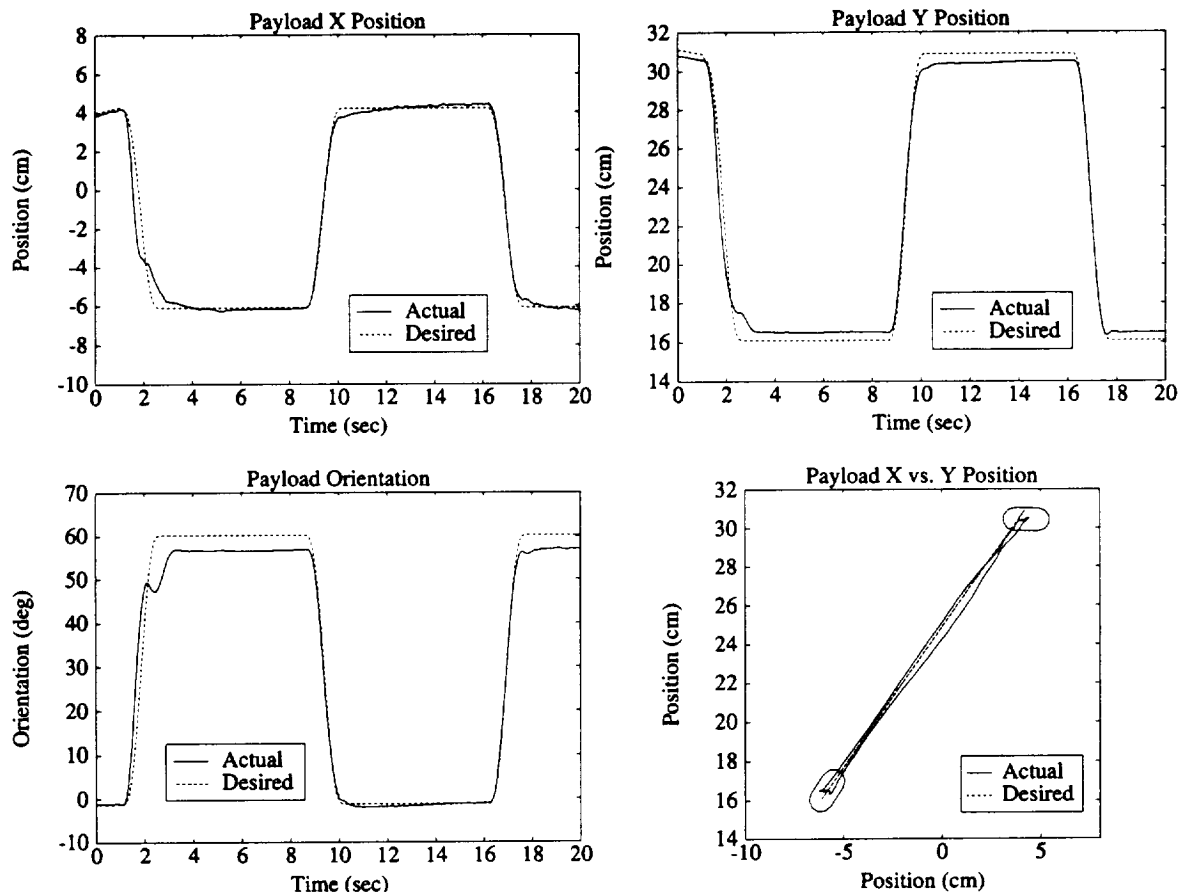 Payload X Position
8
6
4
2
0
-2
-4
-6
-8
-10
Position (cm)
Actual
Desired
0 2 4 6 8 10 12 14 16 18 20
Time (sec)
Payload Y Position
32
30
28
26
24
22
20
18
16
14
Position (cm)
Actual
Desired
0 2 4 6 8 10 12 14 16 18 20
Time (sec)
Payload Orientation
70
60
50
40
30
20
10
0
-10
Orientation (deg)
Actual
Desired
0 2 4 6 8 10 12 14 16 18 20
Time (sec)
Payload X vs. Y Position
32
30
28
26
24
22
20
18
16
14
Position (cm)
Actual
Desired
-10 -5 0 5
Position (cm)